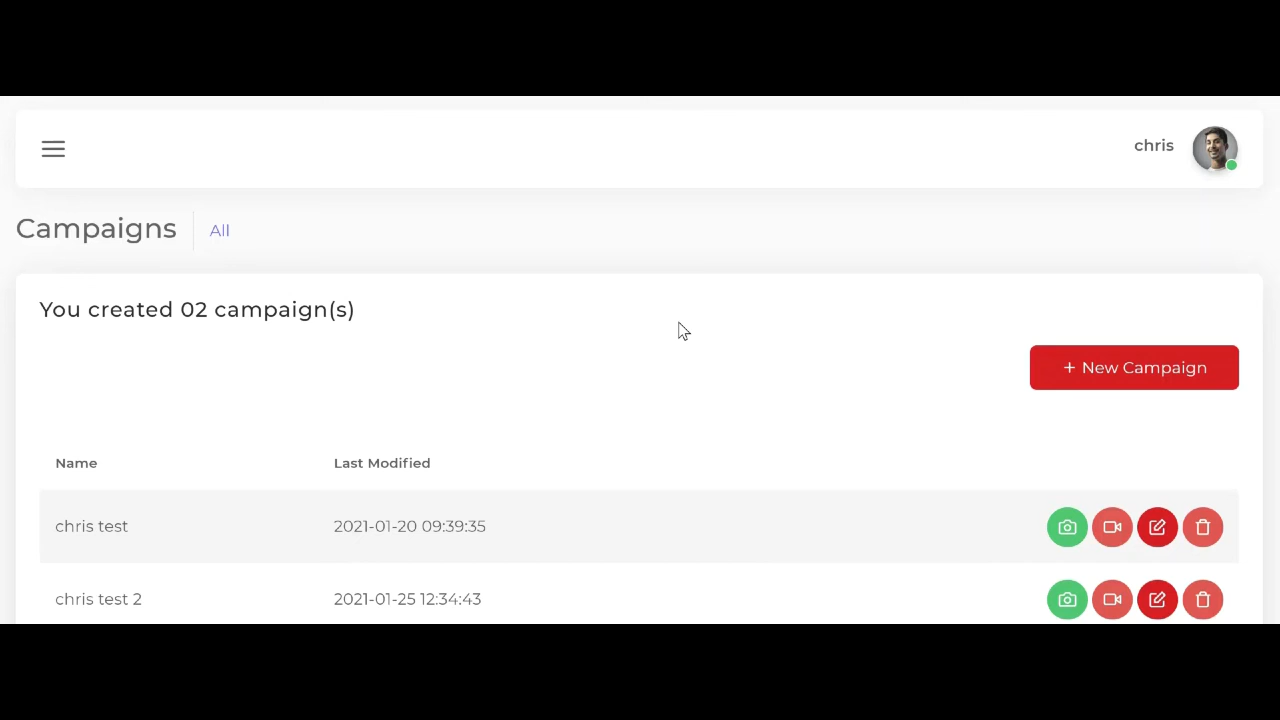 chris
Campaigns All
You created 02 campaign(s)
+ New Campaign
Name Last Modified
chris test 2021-01-20 09:39:35
chris test 2 2021-01-25 12:34:43